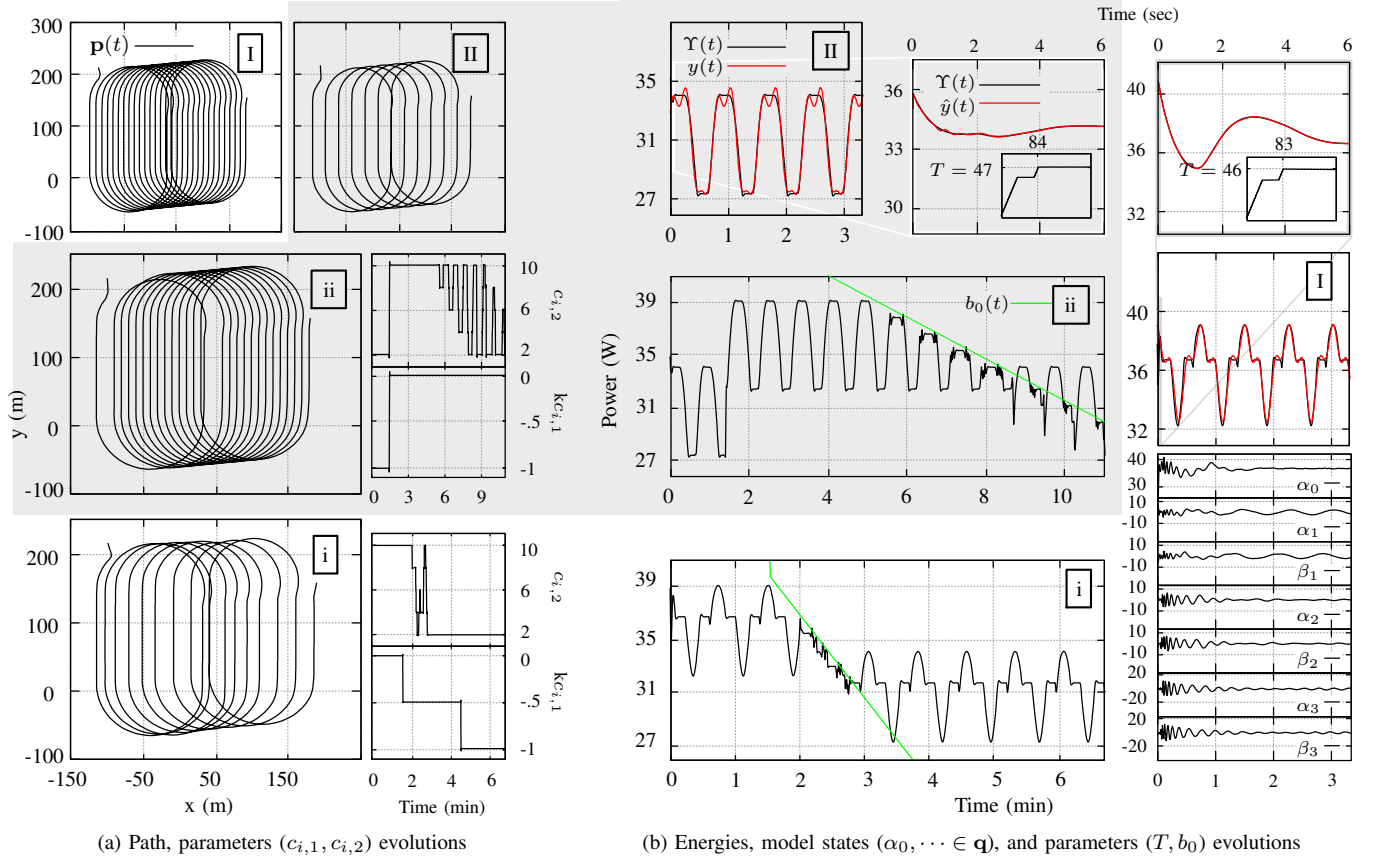 300
200
100
0
-100
p(t)
I
II
y (m)
200
100
0
-100
ii
10
6
2
c_{i,2}
0
-.5
-1
kc_{i,1}
0 3 6 9
200
100
0
-100
i
-150 -50 50 150
x (m)
10
6
2
c_{i,2}
0
-.5
-1
kc_{i,1}
0 2 4 6
Time (min)
(a) Path, parameters (c_{i,1}, c_{i,2}) evolutions
Time (sec)
0 2 4 6
0 2 4 6
ϒ(t)
y(t)
II
35
31
27
0 1 2 3
36
33
30
ϒ(t)
ŷ(t)
84
T = 47
40
36
32
83
T = 46
Power (W)
39
35
31
27
b_0(t)
ii
0 2 4 6 8 10
43
39
36
32
I
39
35
31
27
i
0 1 2 3 4 5 6
Time (min)
40
30
α_0
10
-10
α_1
10
-10
β_1
10
-10
α_2
10
-10
β_2
20
-20
α_3
20
-20
β_3
0 1 2 3
(b) Energies, model states (α_0, ⋯ ∈ q), and parameters (T, b_0) evolutions